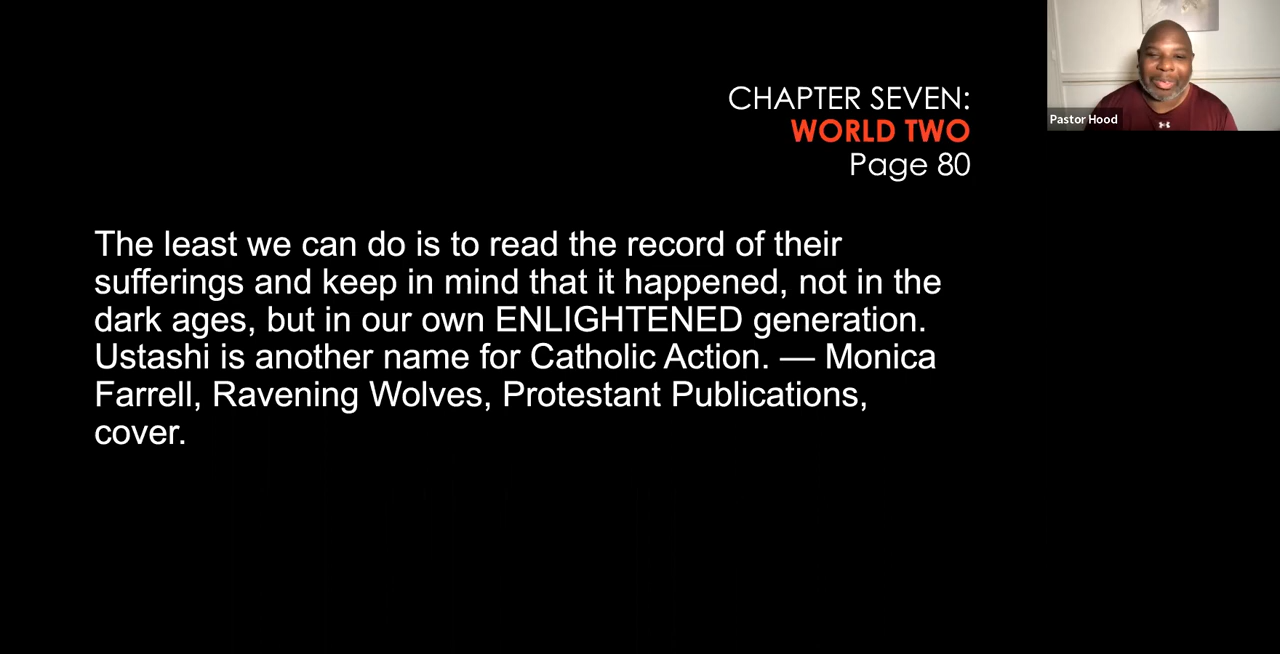 CHAPTER SEVEN:
WORLD TWO
Page 80
Pastor Hood
The least we can do is to read the record of their
sufferings and keep in mind that it happened, not in the
dark ages, but in our own ENLIGHTENED generation.
Ustashi is another name for Catholic Action. — Monica
Farrell, Ravening Wolves, Protestant Publications,
cover.